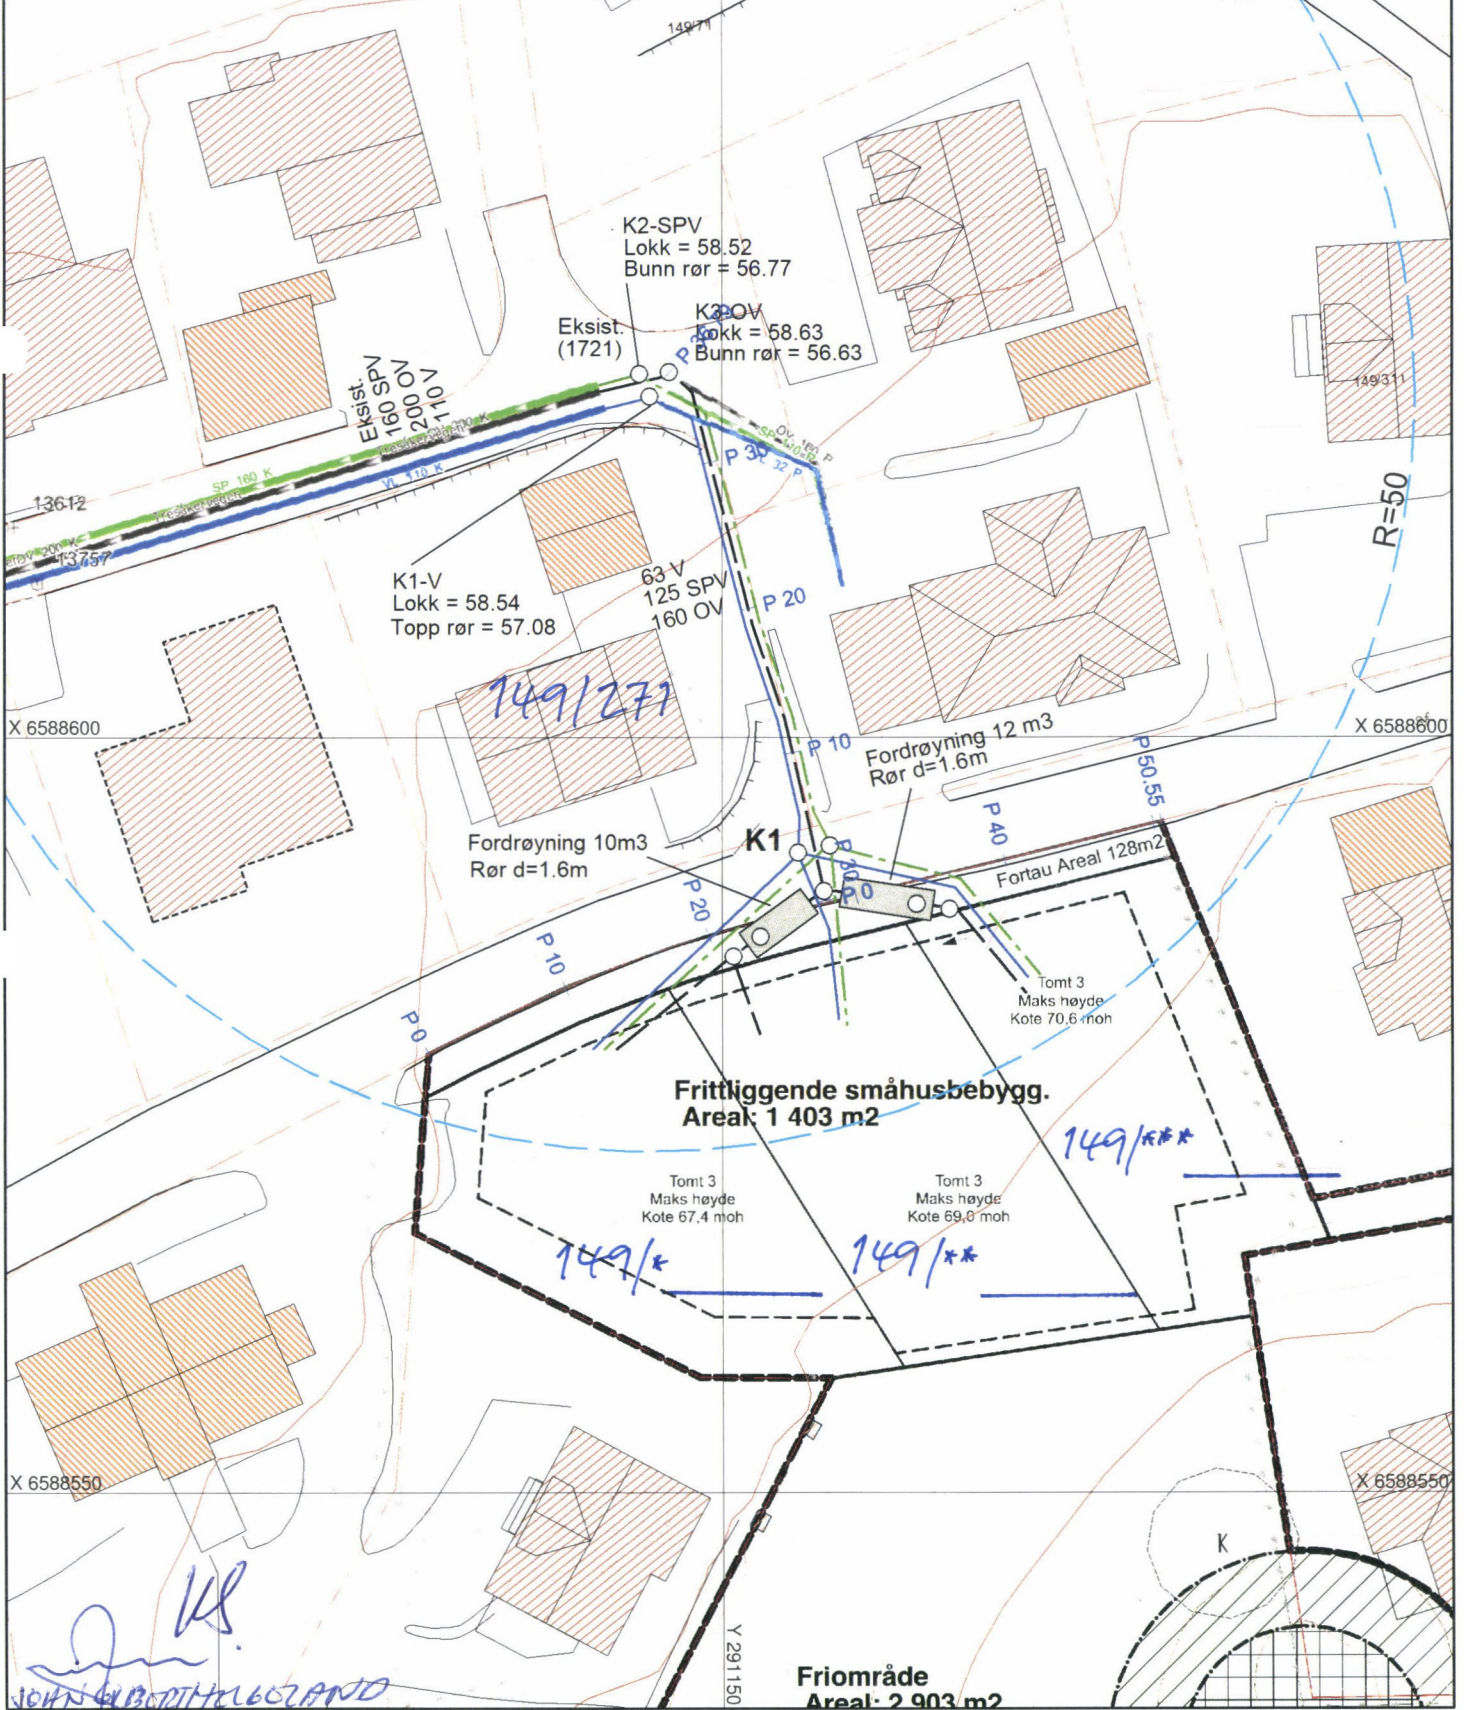 149/71
K2-SPV
Lokk = 58.52
Bunn rør = 56.77
K3-OV
Lokk = 58.63
Bunn rør = 56.63
Eksist.
(1721)
Eksist.
160 SPV
200 OV
110 V
SP 160 K
VL 110 K
OV 160 P
32 P
P 20
P 10
149/311
R=50
13612
13757
OV 200 K
K1-V
Lokk = 58.54
Topp rør = 57.08
63 V
125 SPV
160 OV
149/271
X 6588600
X 6588600
Fordrøyning 12 m3
Rør d=1.6m
P 50.55
P 40
Fordrøyning 10m3
Rør d=1.6m
K1
P 30
P 0
Fortau Areal 128m2
P 20
P 10
P 0
Tomt 3
Maks høyde
Kote 70,6 moh
Frittliggende småhusbebygg.
Areal: 1 403 m2
149/***
Tomt 3
Maks høyde
Kote 67,4 moh
Tomt 3
Maks høyde
Kote 69,0 moh
149/*
149/**
X 6588550
X 6588550
K
Y 291150
Friområde
Areal: 2 903 m2
JOHN